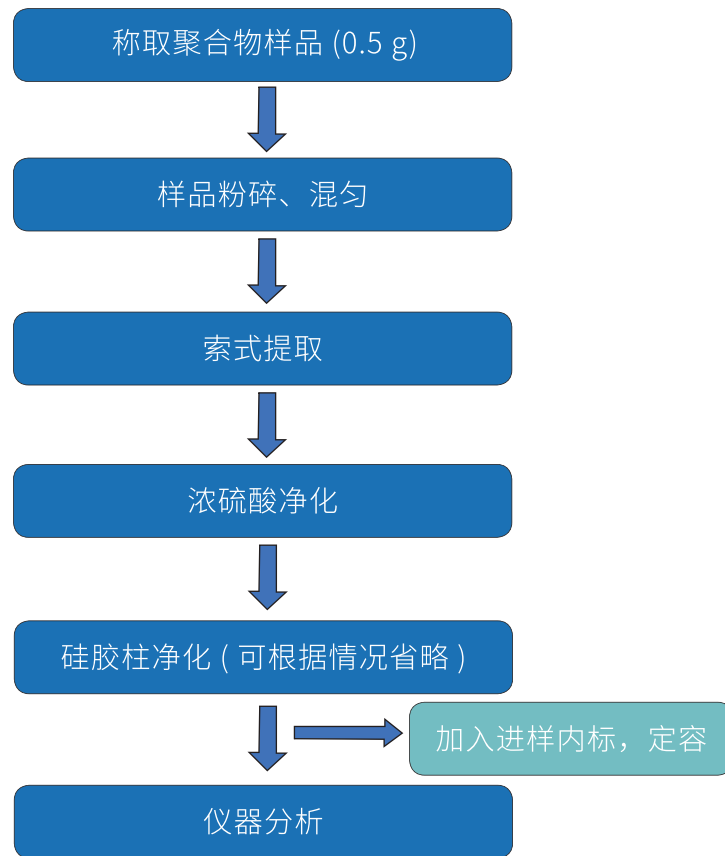 称取聚合物样品 (0.5 g)
样品粉碎、混匀
索式提取
浓硫酸净化
硅胶柱净化 ( 可根据情况省略 )
加入进样内标，定容
仪器分析